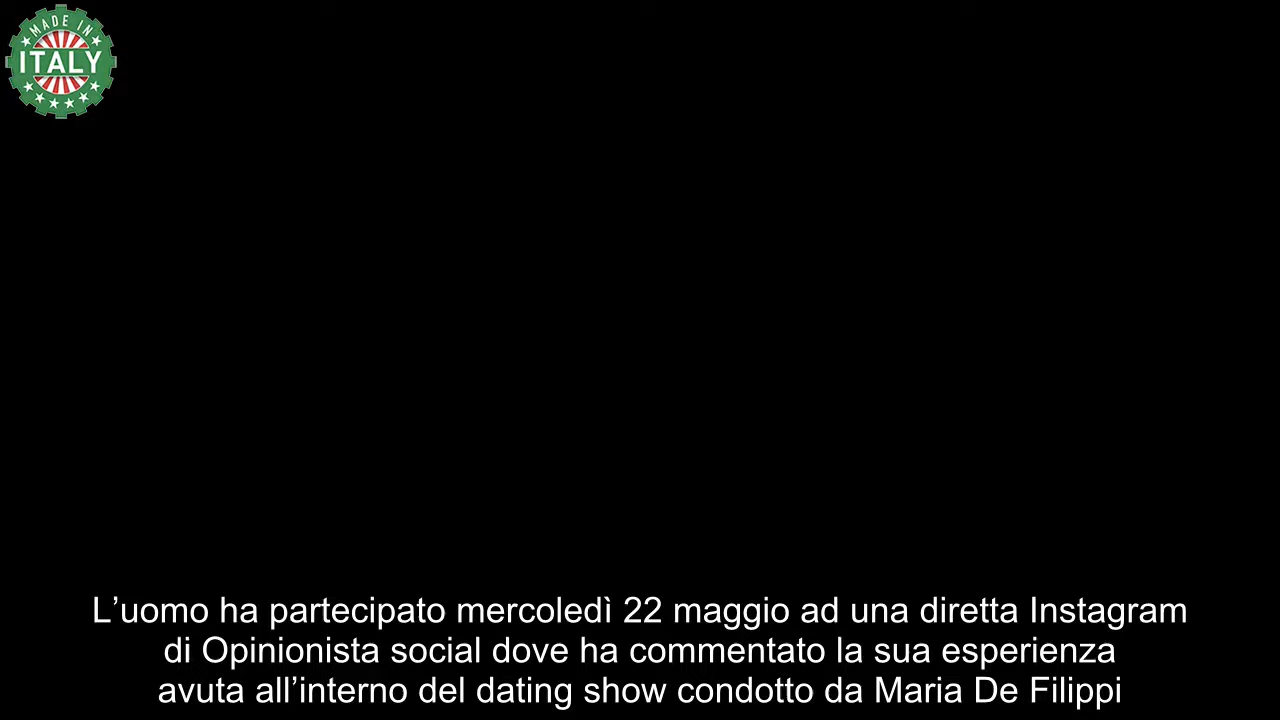 MADE IN
ITALY
L’uomo ha partecipato mercoledì 22 maggio ad una diretta Instagram
di Opinionista social dove ha commentato la sua esperienza
avuta all’interno del dating show condotto da Maria De Filippi